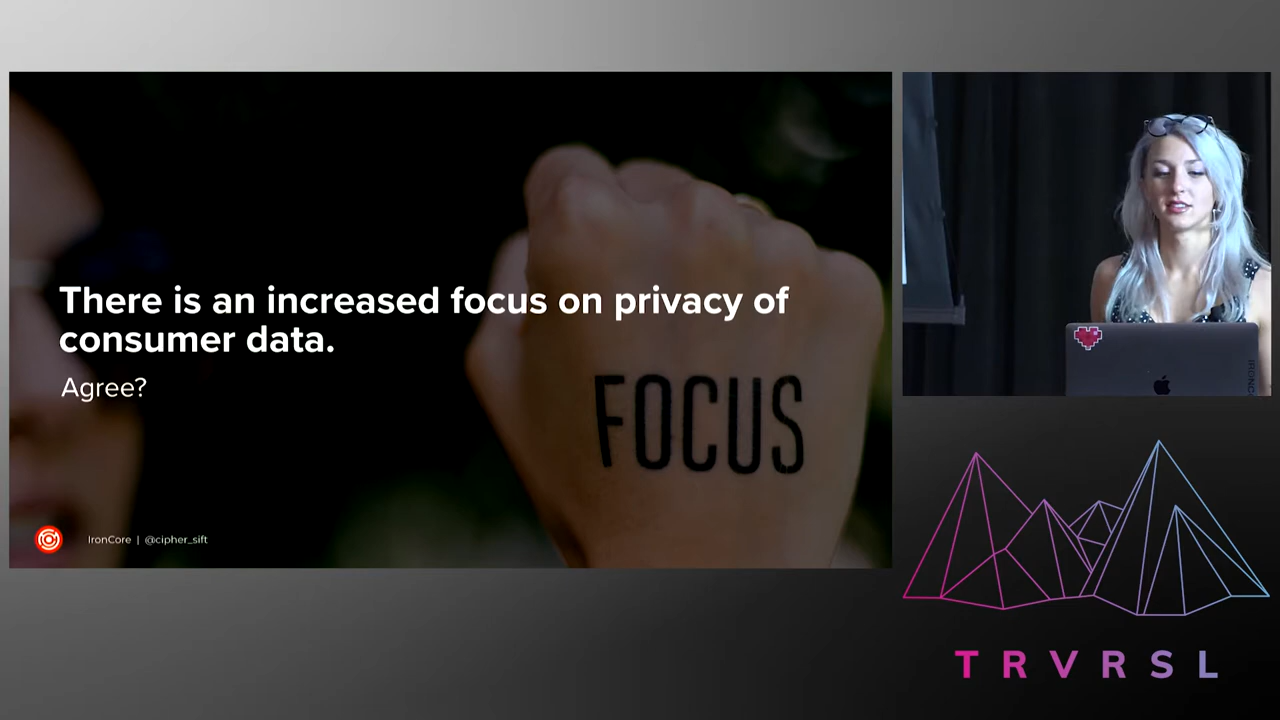 There is an increased focus on privacy of
consumer data.
Agree?
FOCUS
IronCore | @cipher_sift
TRVRSL